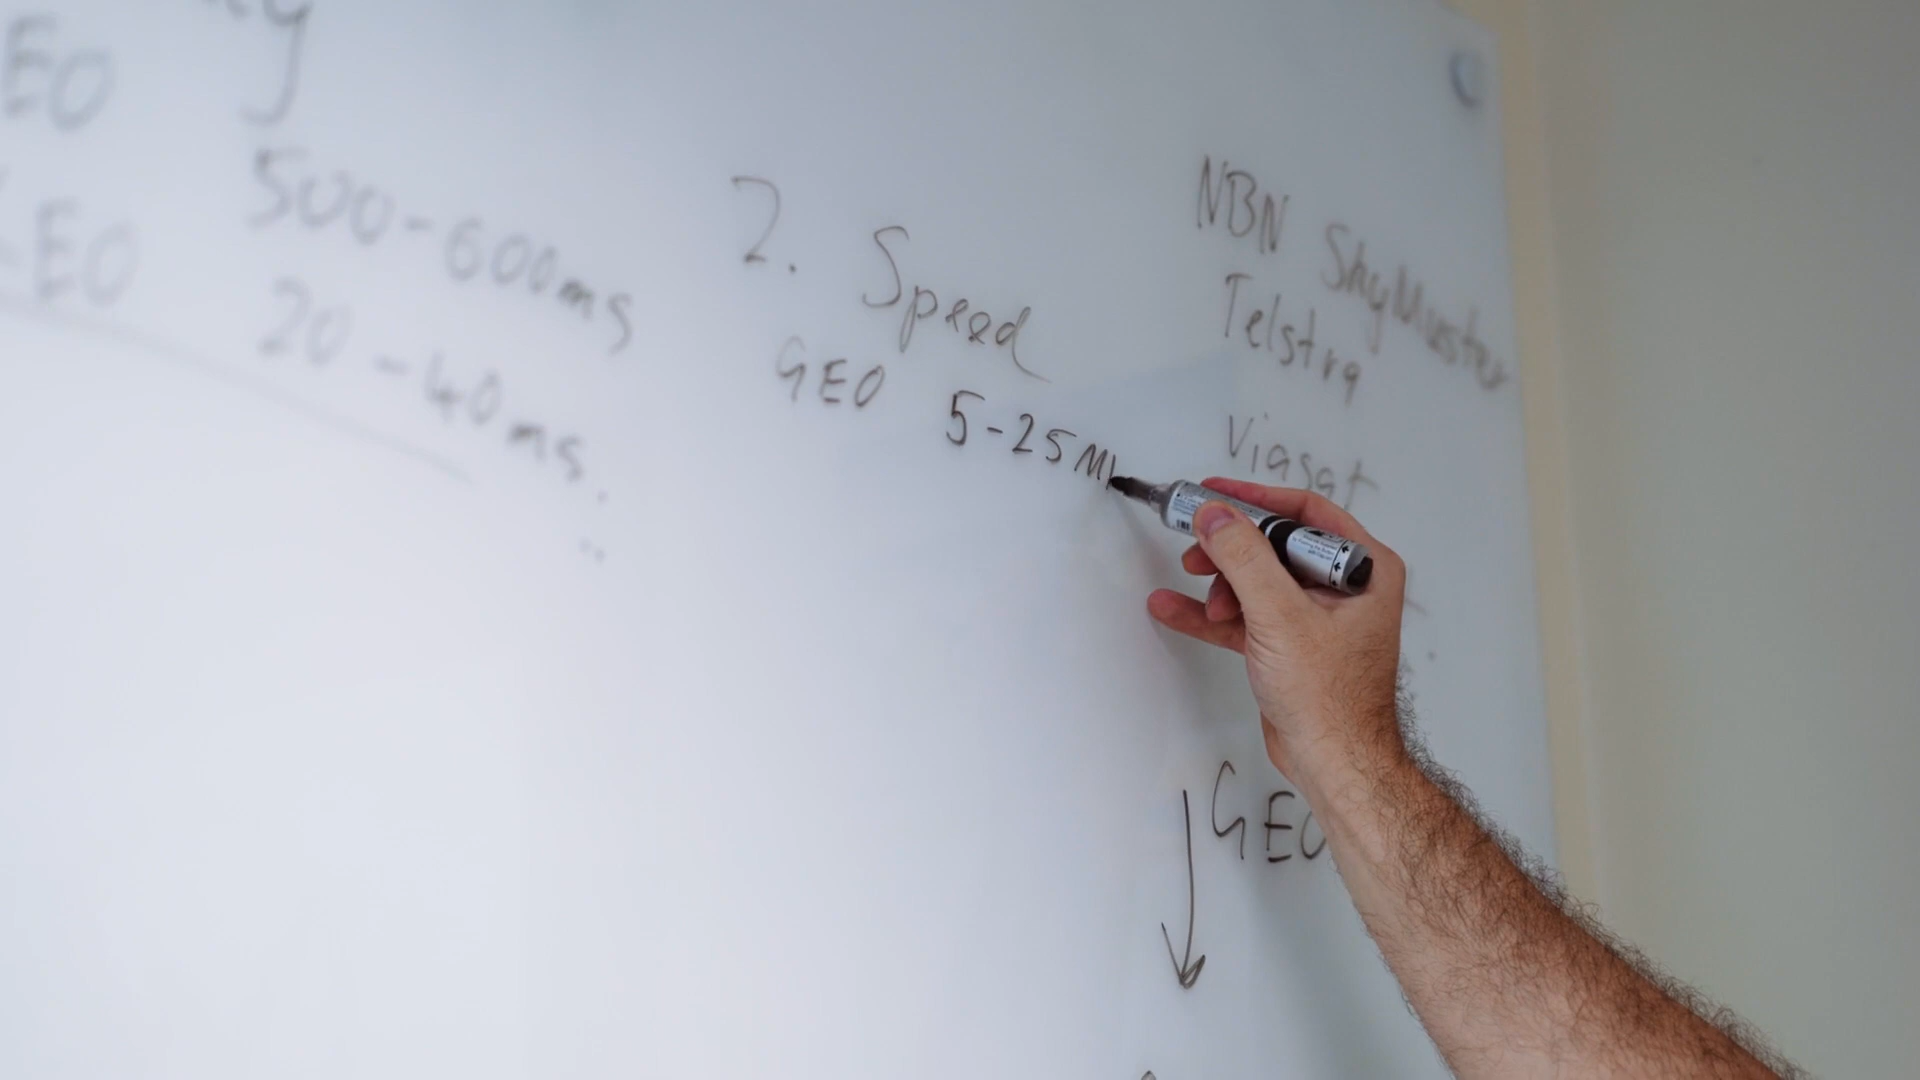 EO
500-600ms
EO
20-40ms.
2. Speed
GEO 5-25M
NBN SkyMuster
Telstra
Viasat
GEO